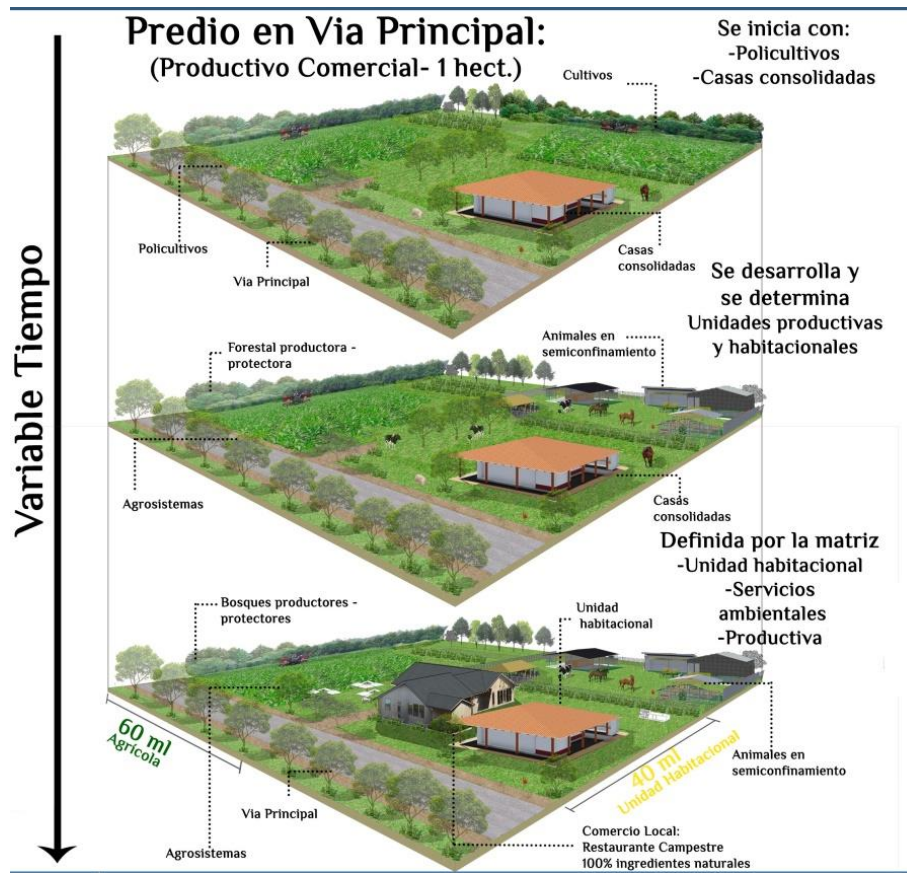 Predio en Via Principal:
(Productivo Comercial- 1 hect.)
Se inicia con:
-Policultivos
-Casas consolidadas
Cultivos
Policultivos
Via Principal
Casas
consolidadas
Variable Tiempo
Se desarrolla y
se determina
Unidades productivas
y habitacionales
Forestal productora -
protectora
Animales en
semiconfinamiento
Agrosistemas
Casas
consolidadas
Definida por la matriz
-Unidad habitacional
-Servicios
ambientales
-Productiva
Bosques productores -
protectores
Unidad
habitacional
60 ml
Agrícola
40 ml
Unidad Habitacional
Animales en
semiconfinamiento
Via Principal
Agrosistemas
Comercio Local:
Restaurante Campestre
100% ingredientes naturales